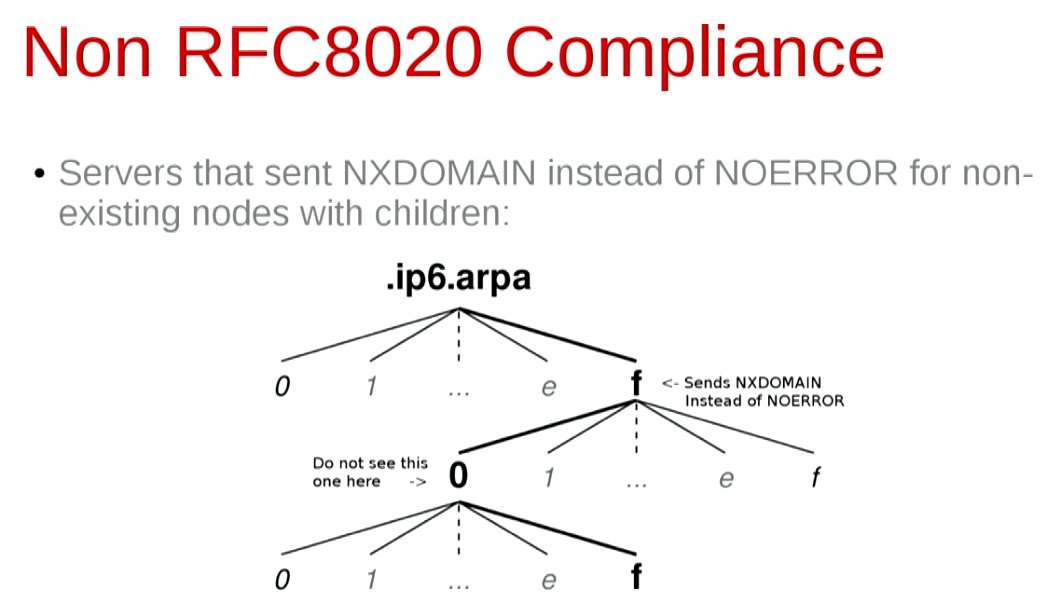 Non RFC8020 Compliance
• Servers that sent NXDOMAIN instead of NOERROR for non-
existing nodes with children:
.ip6.arpa
0 1 ... e f <- Sends NXDOMAIN
Instead of NOERROR
Do not see this
one here -> 0 1 ... e f
0 1 ... e f